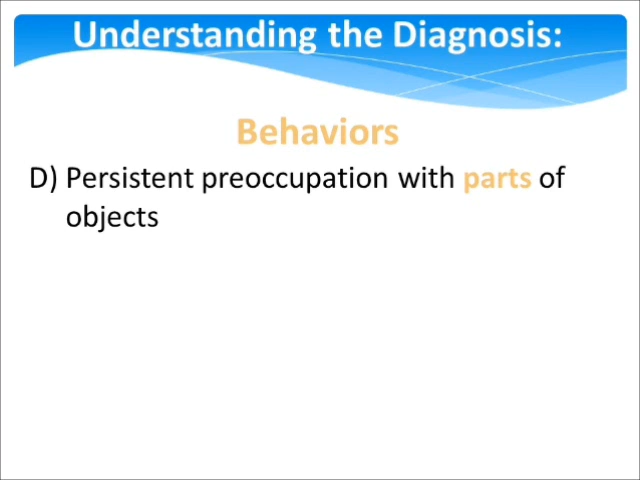 Understanding the Diagnosis:
Behaviors
D) Persistent preoccupation with parts of
objects